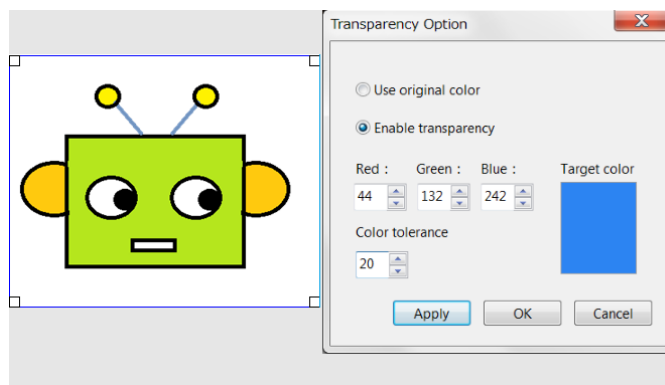 Transparency Option
Use original color
Enable transparency
Red : Green : Blue : Target color
44 132 242
Color tolerance
20
Apply OK Cancel